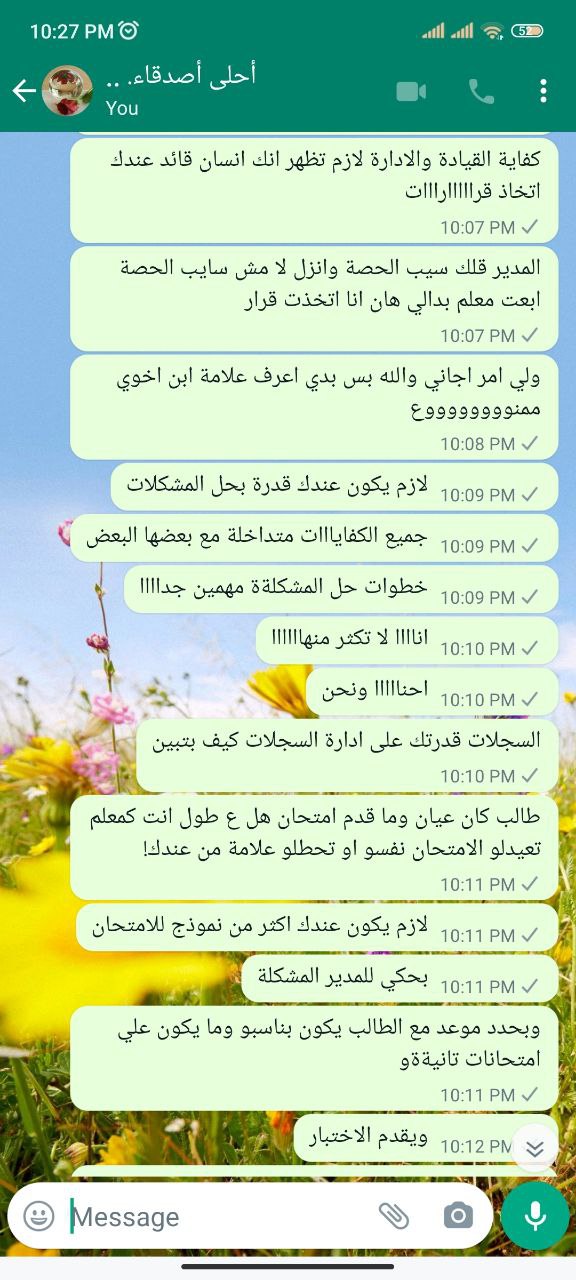 10:27 PM
52
أحلى أصدقاء. ..
You
كفاية القيادة والادارة لازم تظهر انك انسان قائد عندك
اتخاذ قراااااراااات
10:07 PM
المدير قلك سيب الحصة وانزل لا مش سايب الحصة
ابعت معلم بدالي هان انا اتخذت قرار
10:07 PM
ولي امر اجاني والله بس بدي اعرف علامة ابن اخوي
ممنوووووووووع
10:08 PM
لازم يكون عندك قدرة بحل المشكلات
10:09 PM
جميع الكفايااات متداخلة مع بعضها البعض
10:09 PM
خطوات حل المشكلةة مهمين جداااا
10:09 PM
اناااا لا تكثر منهاااااا
10:10 PM
احنااااا ونحن
10:10 PM
السجلات قدرتك على ادارة السجلات كيف بتبين
10:10 PM
طالب كان عيان وما قدم امتحان هل ع طول انت كمعلم
تعيدلو الامتحان نفسو او تحطلو علامة من عندك!
10:11 PM
لازم يكون عندك اكثر من نموذج للامتحان
10:11 PM
بحكي للمدير المشكلة
10:11 PM
وبحدد موعد مع الطالب يكون بناسبو وما يكون علي
امتحانات تانيةةو
10:11 PM
ويقدم الاختبار
10:12 PM
Message